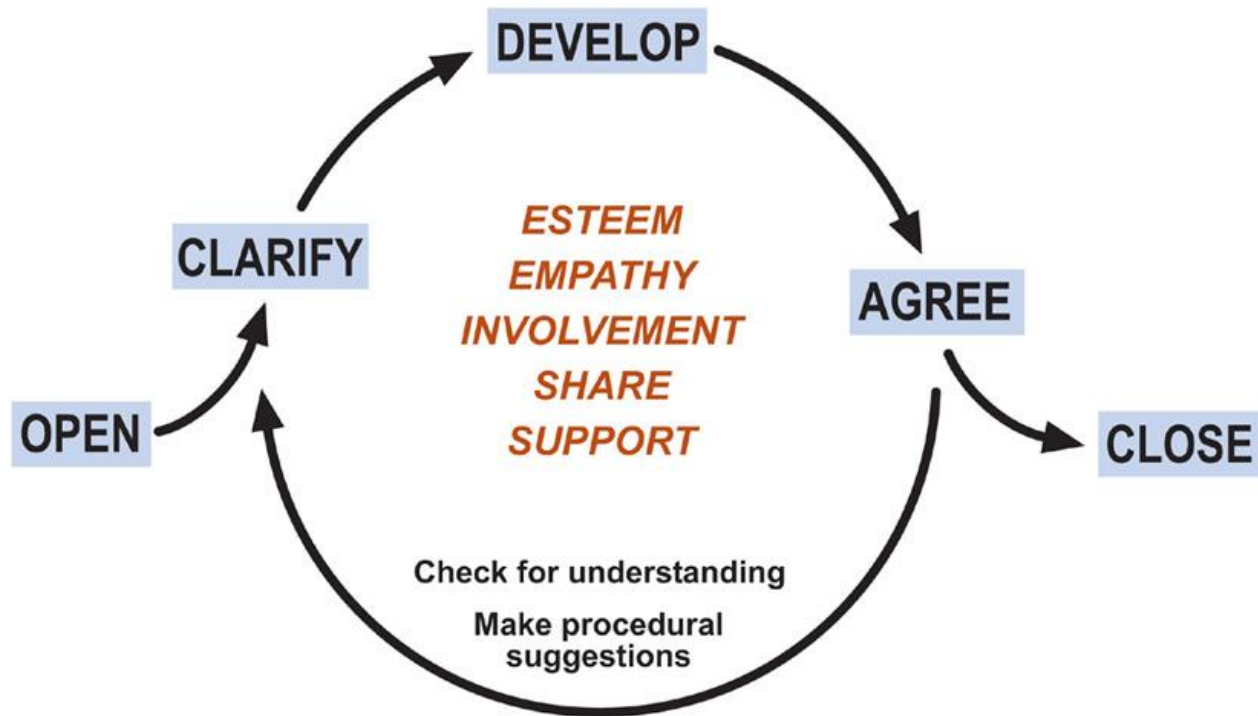 DEVELOP
CLARIFY
ESTEEM
EMPATHY
INVOLVEMENT
SHARE
SUPPORT
AGREE
OPEN
CLOSE
Check for understanding
Make procedural
suggestions